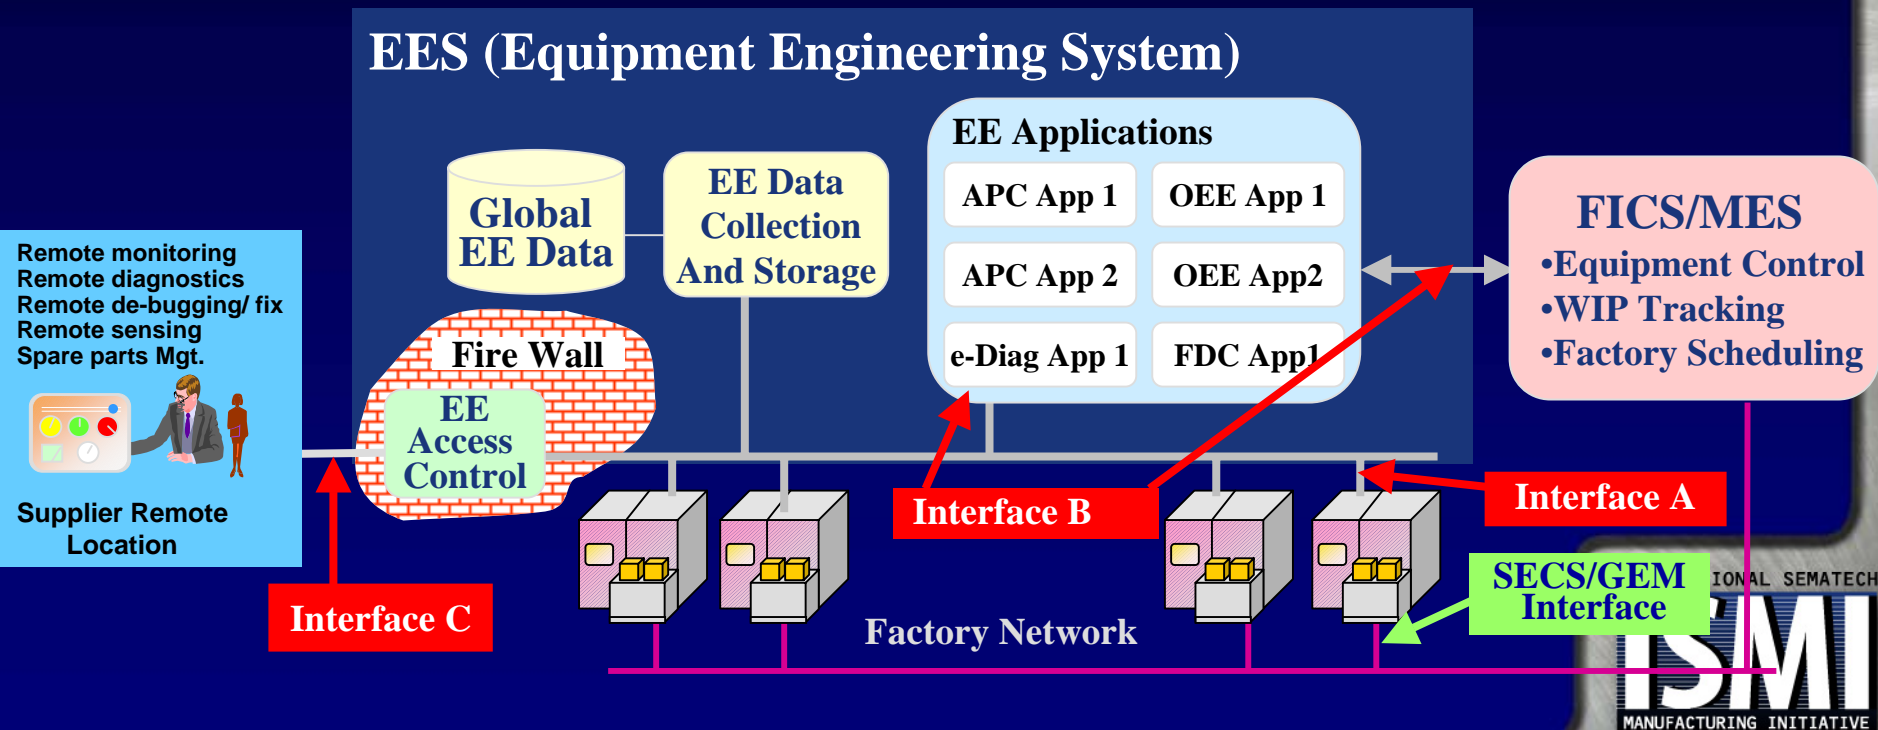 EES (Equipment Engineering System)
EE Applications
APC App 1
OEE App 1
APC App 2
OEE App2
e-Diag App 1
FDC App1
Global
EE Data
EE Data
Collection
And Storage
FICS/MES
•Equipment Control
•WIP Tracking
•Factory Scheduling
Remote monitoring
Remote diagnostics
Remote de-bugging/ fix
Remote sensing
Spare parts Mgt.
Supplier Remote
Location
Fire Wall
EE
Access
Control
Interface B
Interface A
Interface C
SECS/GEM
Interface
Factory Network
IONAL SEMATECH
ISMI
MANUFACTURING INITIATIVE